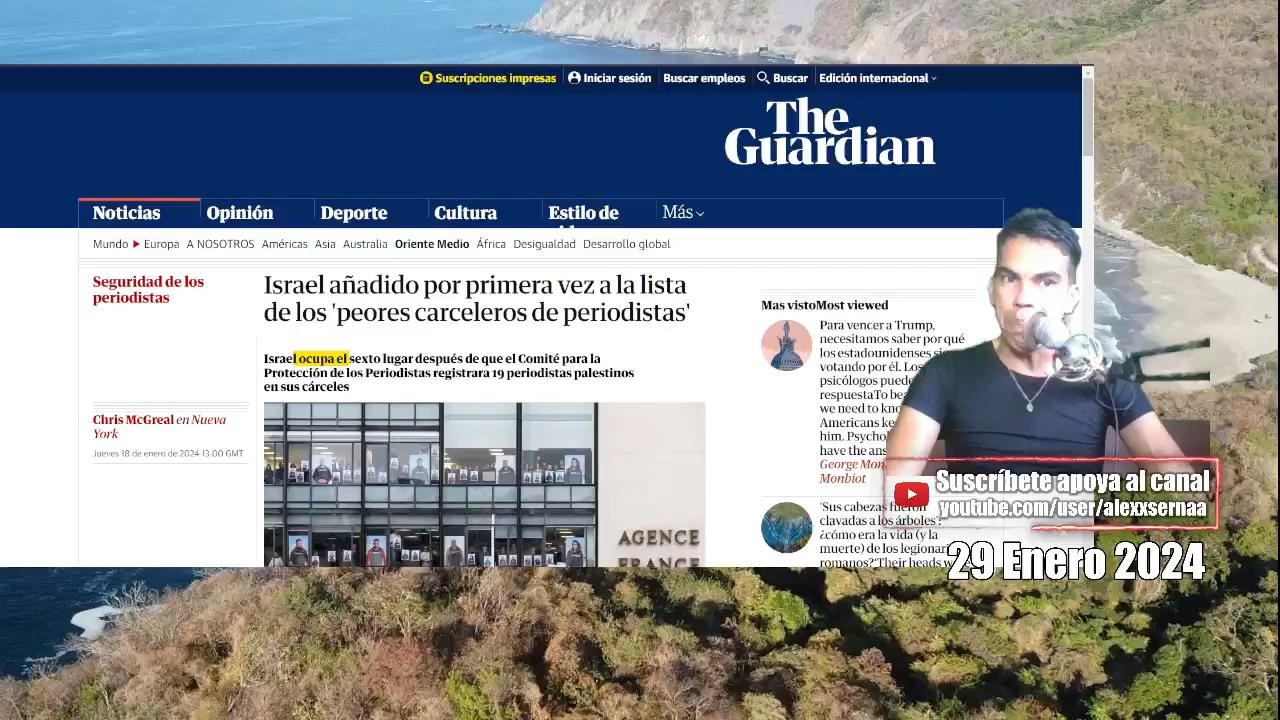 Suscripciones impresas
Iniciar sesión
Buscar empleos
Buscar
Edición internacional
The
Guardian
Noticias
Opinión
Deporte
Cultura
Estilo de
Más
Mundo
Europa
A NOSOTROS
Américas
Asia
Australia
Oriente Medio
África
Desigualdad
Desarrollo global
Seguridad de los
periodistas
Israel añadido por primera vez a la lista
de los 'peores carceleros de periodistas'
Israel ocupa el sexto lugar después de que el Comité para la
Protección de los Periodistas registrara 19 periodistas palestinos
en sus cárceles
Chris McGreal en Nueva
York
Jueves 18 de enero de 2024 13.00 GMT
AGENCE
FRANCE
Mas vistoMost viewed
Para vencer a Trump,
necesitamos saber por qué
los estadounidenses
votando por él. Los
psicólogos
we need to
Americans
him.
have the
George
Monbiot
'Sus cabezas fueron
clavadas a los árboles'!
¿cómo era la vida (y la
muerte) de los
romanos?'Their heads
Suscríbete apoya al canal
youtube.com/user/alexxsernaa
29 Enero 2024